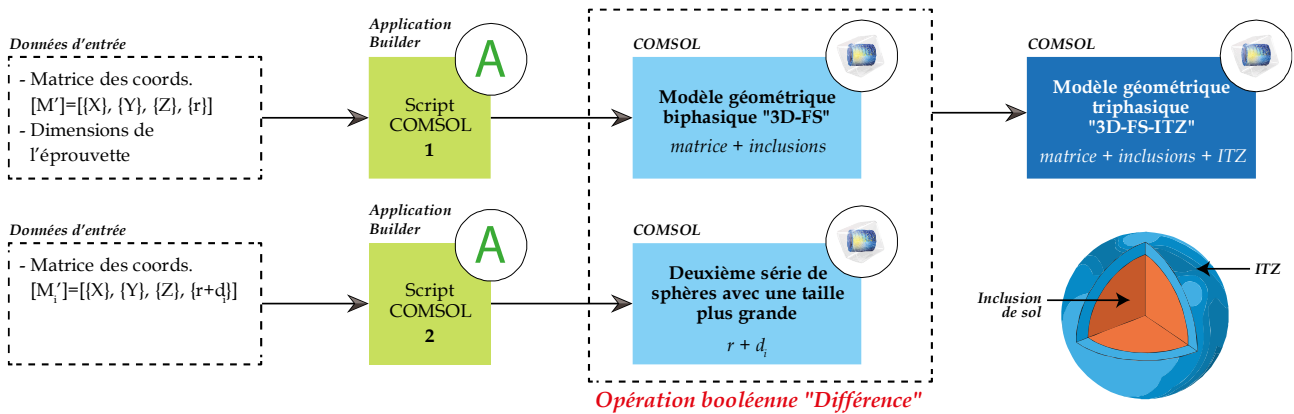 Données d'entrée
- Matrice des coords.
[M']=[{X}, {Y}, {Z}, {r}]
- Dimensions de
l'éprouvette
Application
Builder
A
Script
COMSOL
1
COMSOL
Modèle géométrique
biphasique "3D-FS"
matrice + inclusions
COMSOL
Modèle géométrique
triphasique
"3D-FS-ITZ"
matrice + inclusions + ITZ
Données d'entrée
- Matrice des coords.
[Mi']=[{X}, {Y}, {Z}, {r+di}]
Application
Builder
A
Script
COMSOL
2
COMSOL
Deuxième série de
sphères avec une taille
plus grande
r + di
Opération booléenne "Différence"
ITZ
Inclusion
de sol